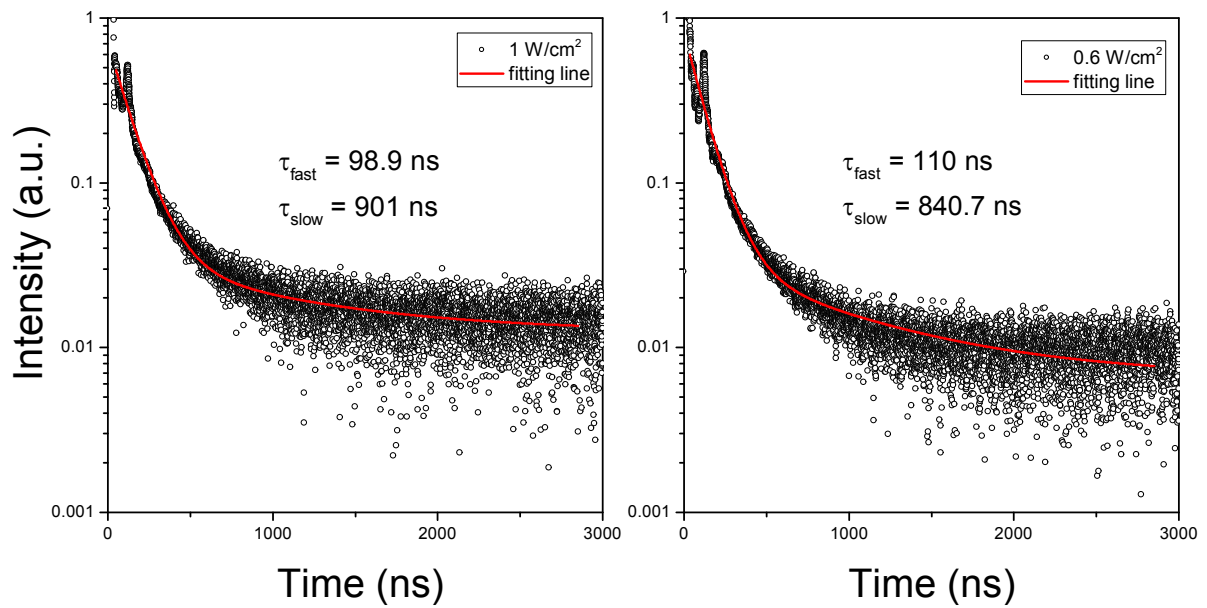 Intensity (a.u.)
1
0.1
0.01
0.001
0
1000
2000
3000
Time (ns)
1 W/cm²
fitting line
τfast = 98.9 ns
τslow = 901 ns
1
0.1
0.01
0.001
0
1000
2000
3000
Time (ns)
0.6 W/cm²
fitting line
τfast = 110 ns
τslow = 840.7 ns